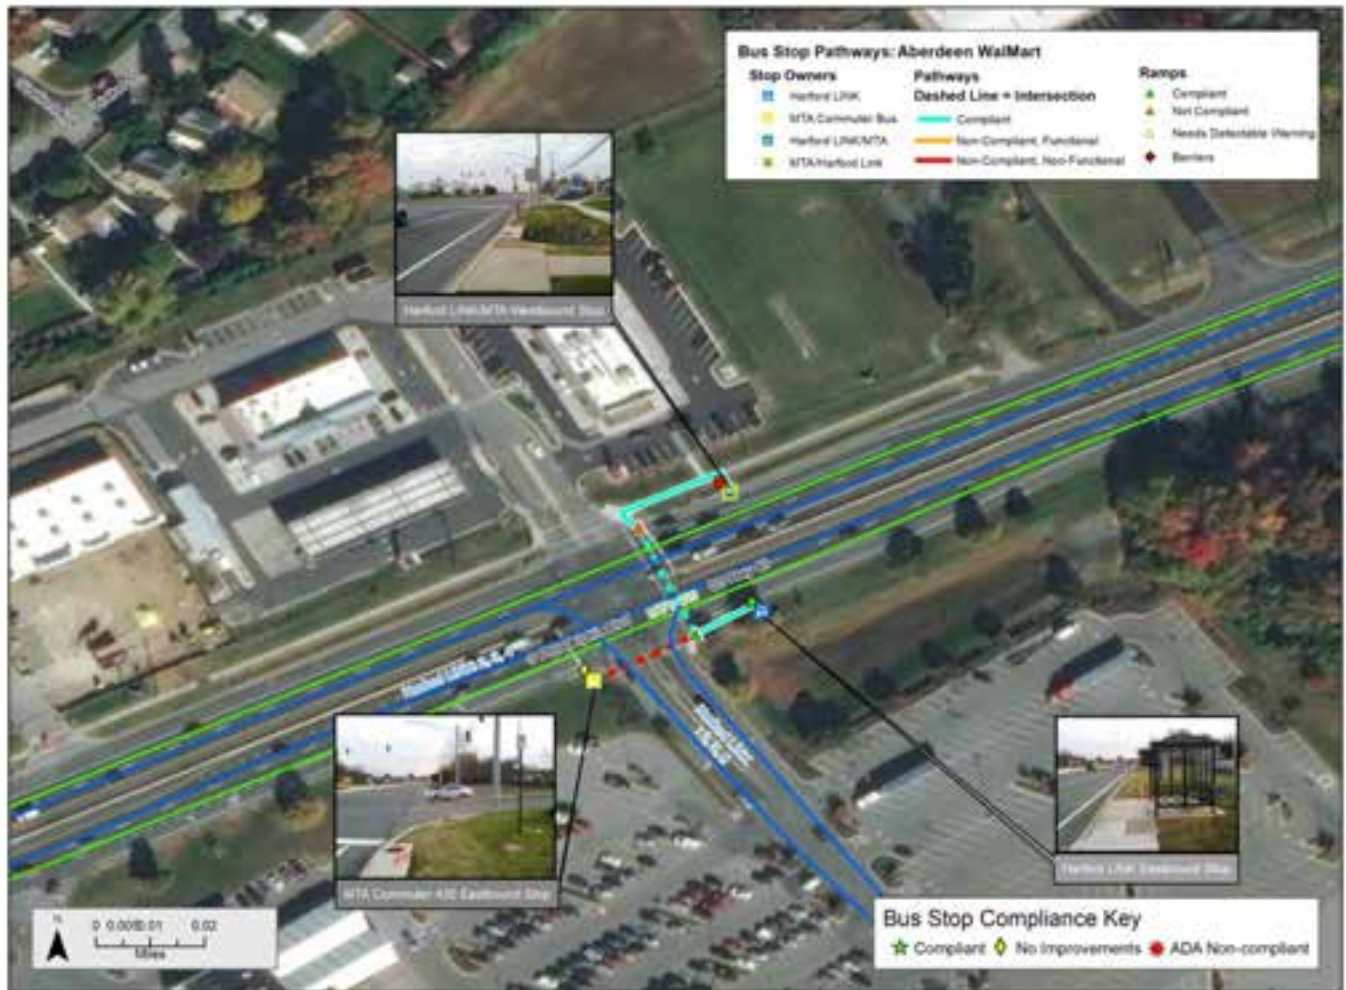 Bus Stop Pathways: Aberdeen WalMart
Stop Owners
Harford LINK
MTA Commuter Bus
Harford LINK/MTA
MTA/Harford Link
Pathways
Dashed Line = Intersection
Compliant
Non-Compliant, Functional
Non-Compliant, Non-Functional
Ramps
Compliant
Not Compliant
Needs Detectable Warning
Barriers
Harford LINK/MTA Westbound Stop
MTA Commuter 420 Eastbound Stop
Harford LINK Eastbound Stop
N
0 0.005 0.01 0.02
Miles
Bus Stop Compliance Key
Compliant
No Improvements
ADA Non-compliant